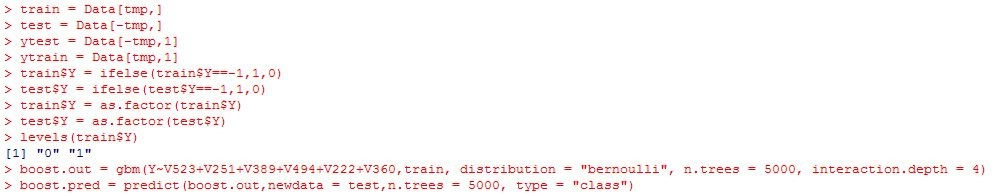 > train = Data[tmp,]
> test = Data[-tmp,]
> ytest = Data[-tmp,1]
> ytrain = Data[tmp,1]
> train$Y = ifelse(train$Y==-1,1,0)
> test$Y = ifelse(test$Y==-1,1,0)
> train$Y = as.factor(train$Y)
> test$Y = as.factor(test$Y)
> levels(train$Y)
[1] "0" "1"
> boost.out = gbm(Y~V523+V251+V389+V494+V222+V360,train, distribution = "bernoulli", n.trees = 5000, interaction.depth = 4)
> boost.pred = predict(boost.out,newdata = test,n.trees = 5000, type = "class")